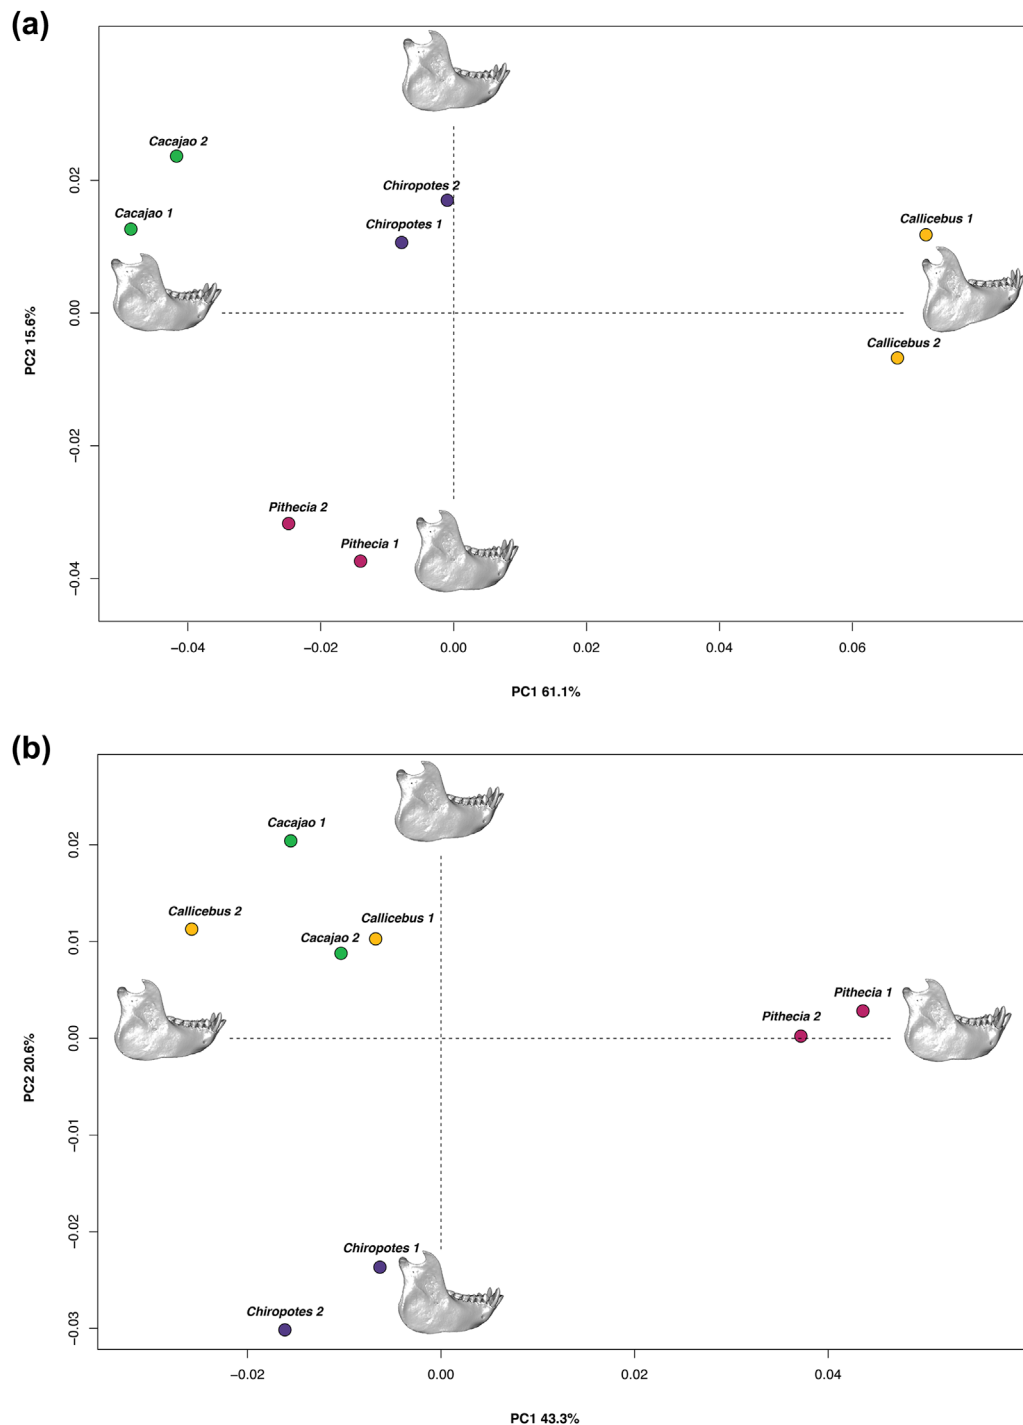 (a)
Cacajao 2
Cacajao 1
Chiropotes 2
Chiropotes 1
Callicebus 1
Callicebus 2
Pithecia 2
Pithecia 1
0.02
0.00
−0.02
−0.04
PC2 15.6%
−0.04 −0.02 0.00 0.02 0.04 0.06
PC1 61.1%
(b)
Cacajao 1
Callicebus 2
Callicebus 1
Cacajao 2
Pithecia 1
Pithecia 2
Chiropotes 1
Chiropotes 2
0.02
0.01
0.00
−0.01
−0.02
−0.03
PC2 20.6%
−0.02 0.00 0.02 0.04
PC1 43.3%